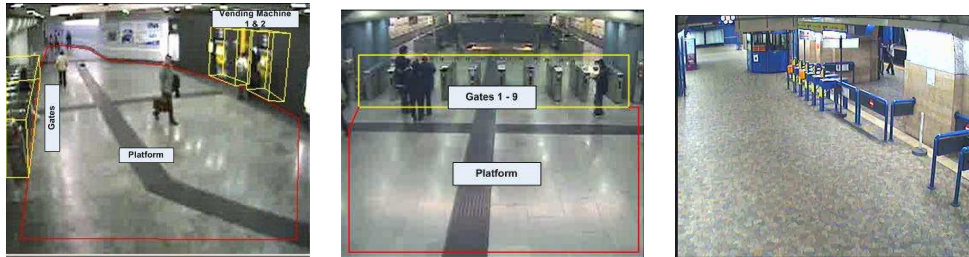 Vending Machine
1 & 2
Gates
Platform
Gates 1 - 9
Platform